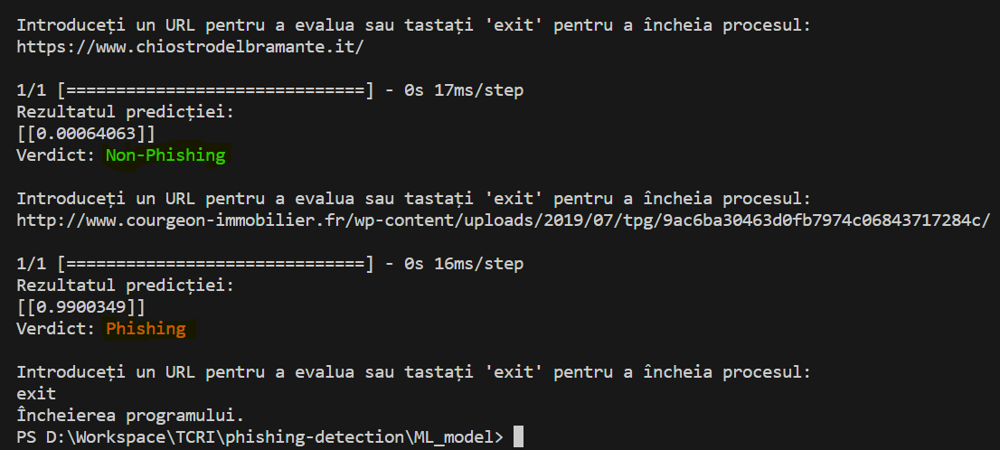 Introduceți un URL pentru a evalua sau tastați 'exit' pentru a încheia procesul:
https://www.chiostrodelbramante.it/
1/1 [==============================] - 0s 17ms/step
Rezultatul predicției:
[[0.00064063]]
Verdict: Non-Phishing
Introduceți un URL pentru a evalua sau tastați 'exit' pentru a încheia procesul:
http://www.courgeon-immobilier.fr/wp-content/uploads/2019/07/tpg/9ac6ba30463d0fb7974c06843717284c/
1/1 [==============================] - 0s 16ms/step
Rezultatul predicției:
[[0.9900349]]
Verdict: Phishing
Introduceți un URL pentru a evalua sau tastați 'exit' pentru a încheia procesul:
exit
Încheierea programului.
PS D:\Workspace\TCRI\phishing-detection\ML_model>